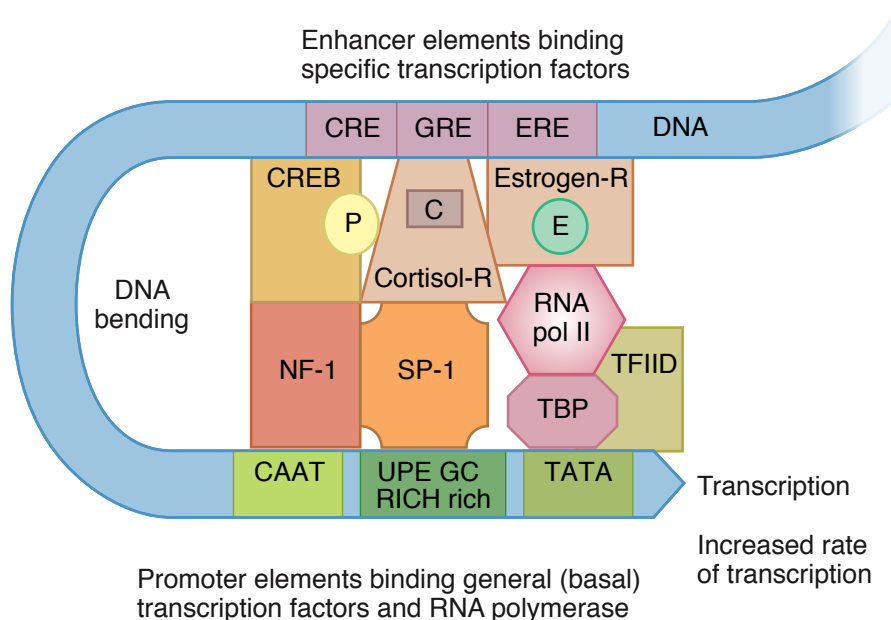 Enhancer elements binding
specific transcription factors
CRE GRE ERE DNA
CREB Estrogen-R
P C E
Cortisol-R
DNA
bending
RNA
pol II
NF-1 SP-1 TFIID
TBP
CAAT UPE GC TATA
RICH rich
Transcription
Increased rate
of transcription
Promoter elements binding general (basal)
transcription factors and RNA polymerase